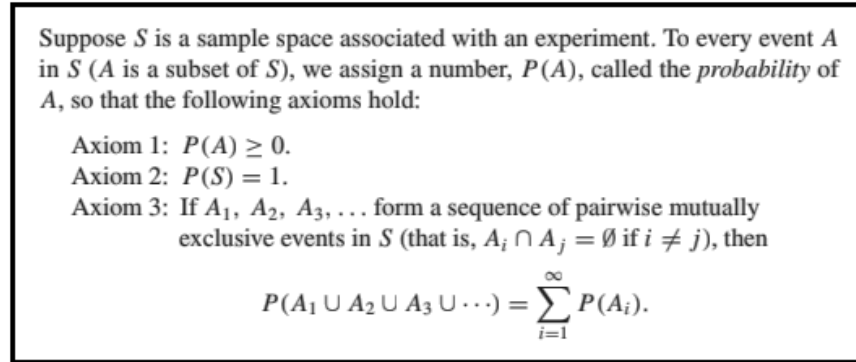 Suppose S is a sample space associated with an experiment. To every event A
in S (A is a subset of S), we assign a number, P(A), called the probability of
A, so that the following axioms hold:
Axiom 1: P(A) ≥ 0.
Axiom 2: P(S) = 1.
Axiom 3: If A₁, A₂, A₃, . . . form a sequence of pairwise mutually
exclusive events in S (that is, Aᵢ ∩ Aⱼ = ∅ if i ≠ j), then
P(A₁ ∪ A₂ ∪ A₃ ∪ · · ·) = ∑_{i=1}^{∞} P(Aᵢ).